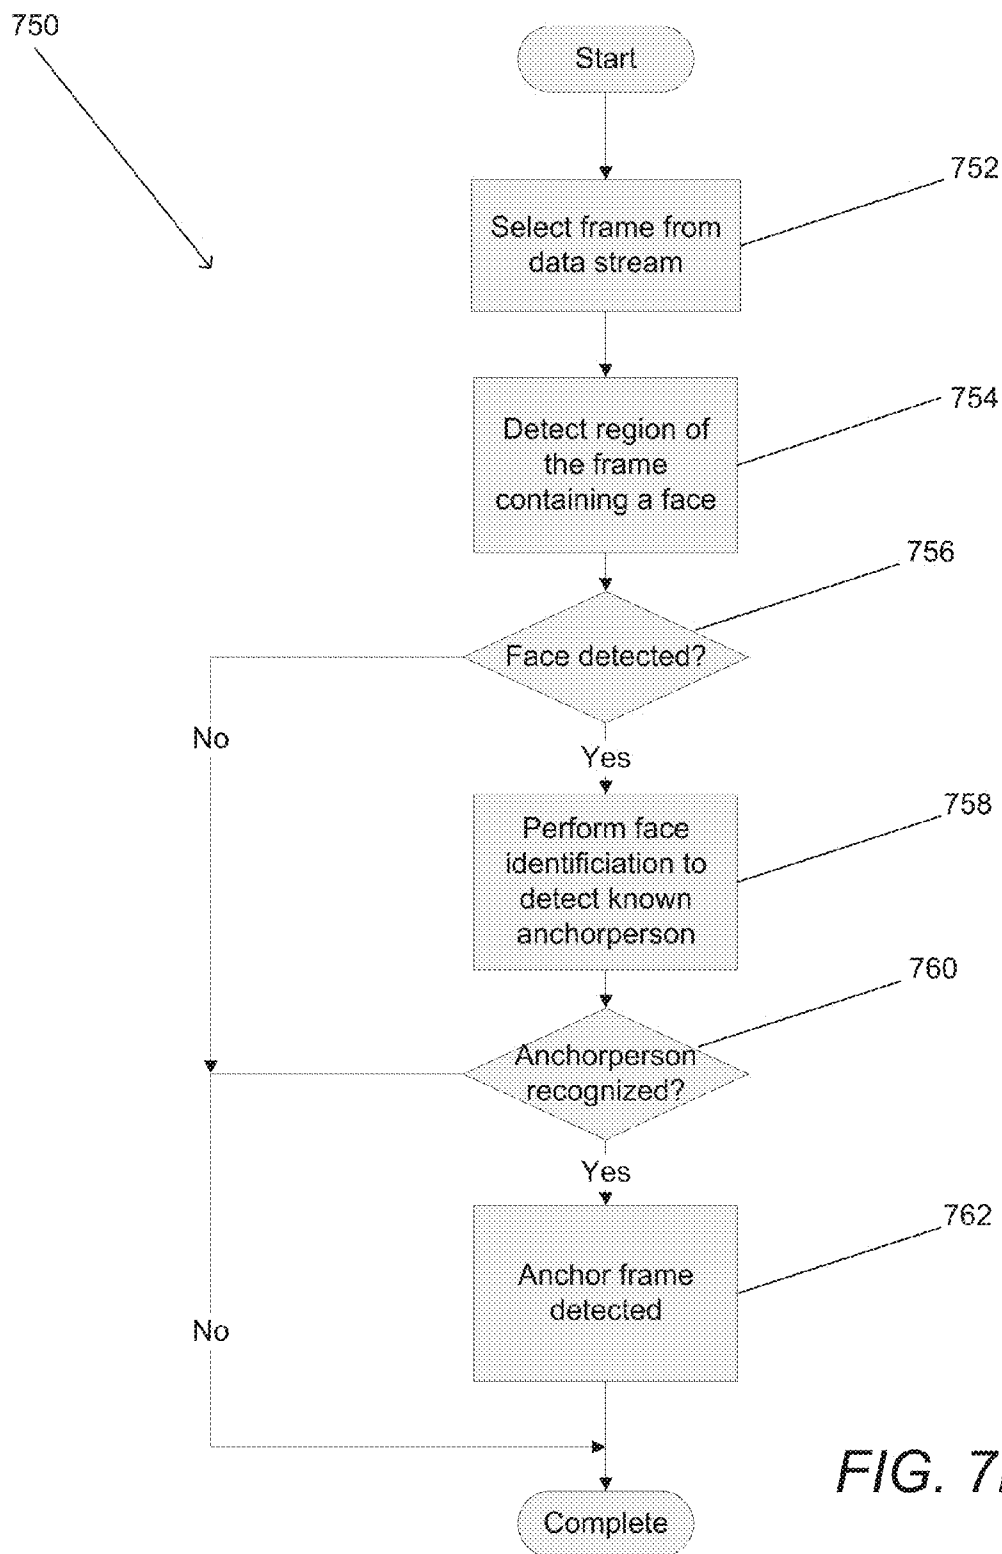 750
Start
752
Select frame from
data stream
754
Detect region of
the frame
containing a face
756
Face detected?
No
Yes
758
Perform face
identificiation to
detect known
anchorperson
760
Anchorperson
recognized?
Yes
762
Anchor frame
detected
No
FIG.
Complete